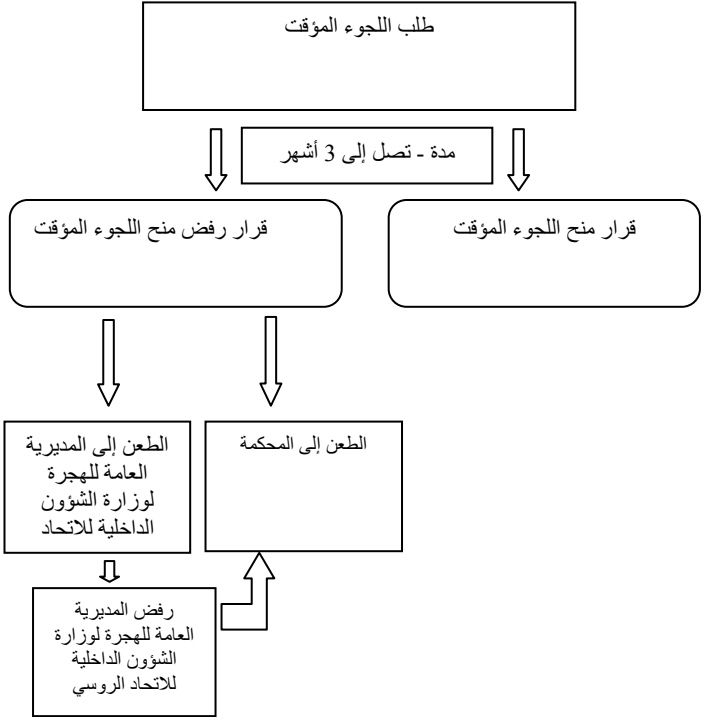 طلب اللجوء المؤقت
مدة - تصل إلى 3 أشهر
قرار منح اللجوء المؤقت
قرار رفض منح اللجوء المؤقت
الطعن إلى المحكمة
الطعن إلى المديرية
العامة للهجرة
لوزارة الشؤون
الداخلية للاتحاد
رفض المديرية
العامة للهجرة لوزارة
الشؤون الداخلية
للاتحاد الروسي